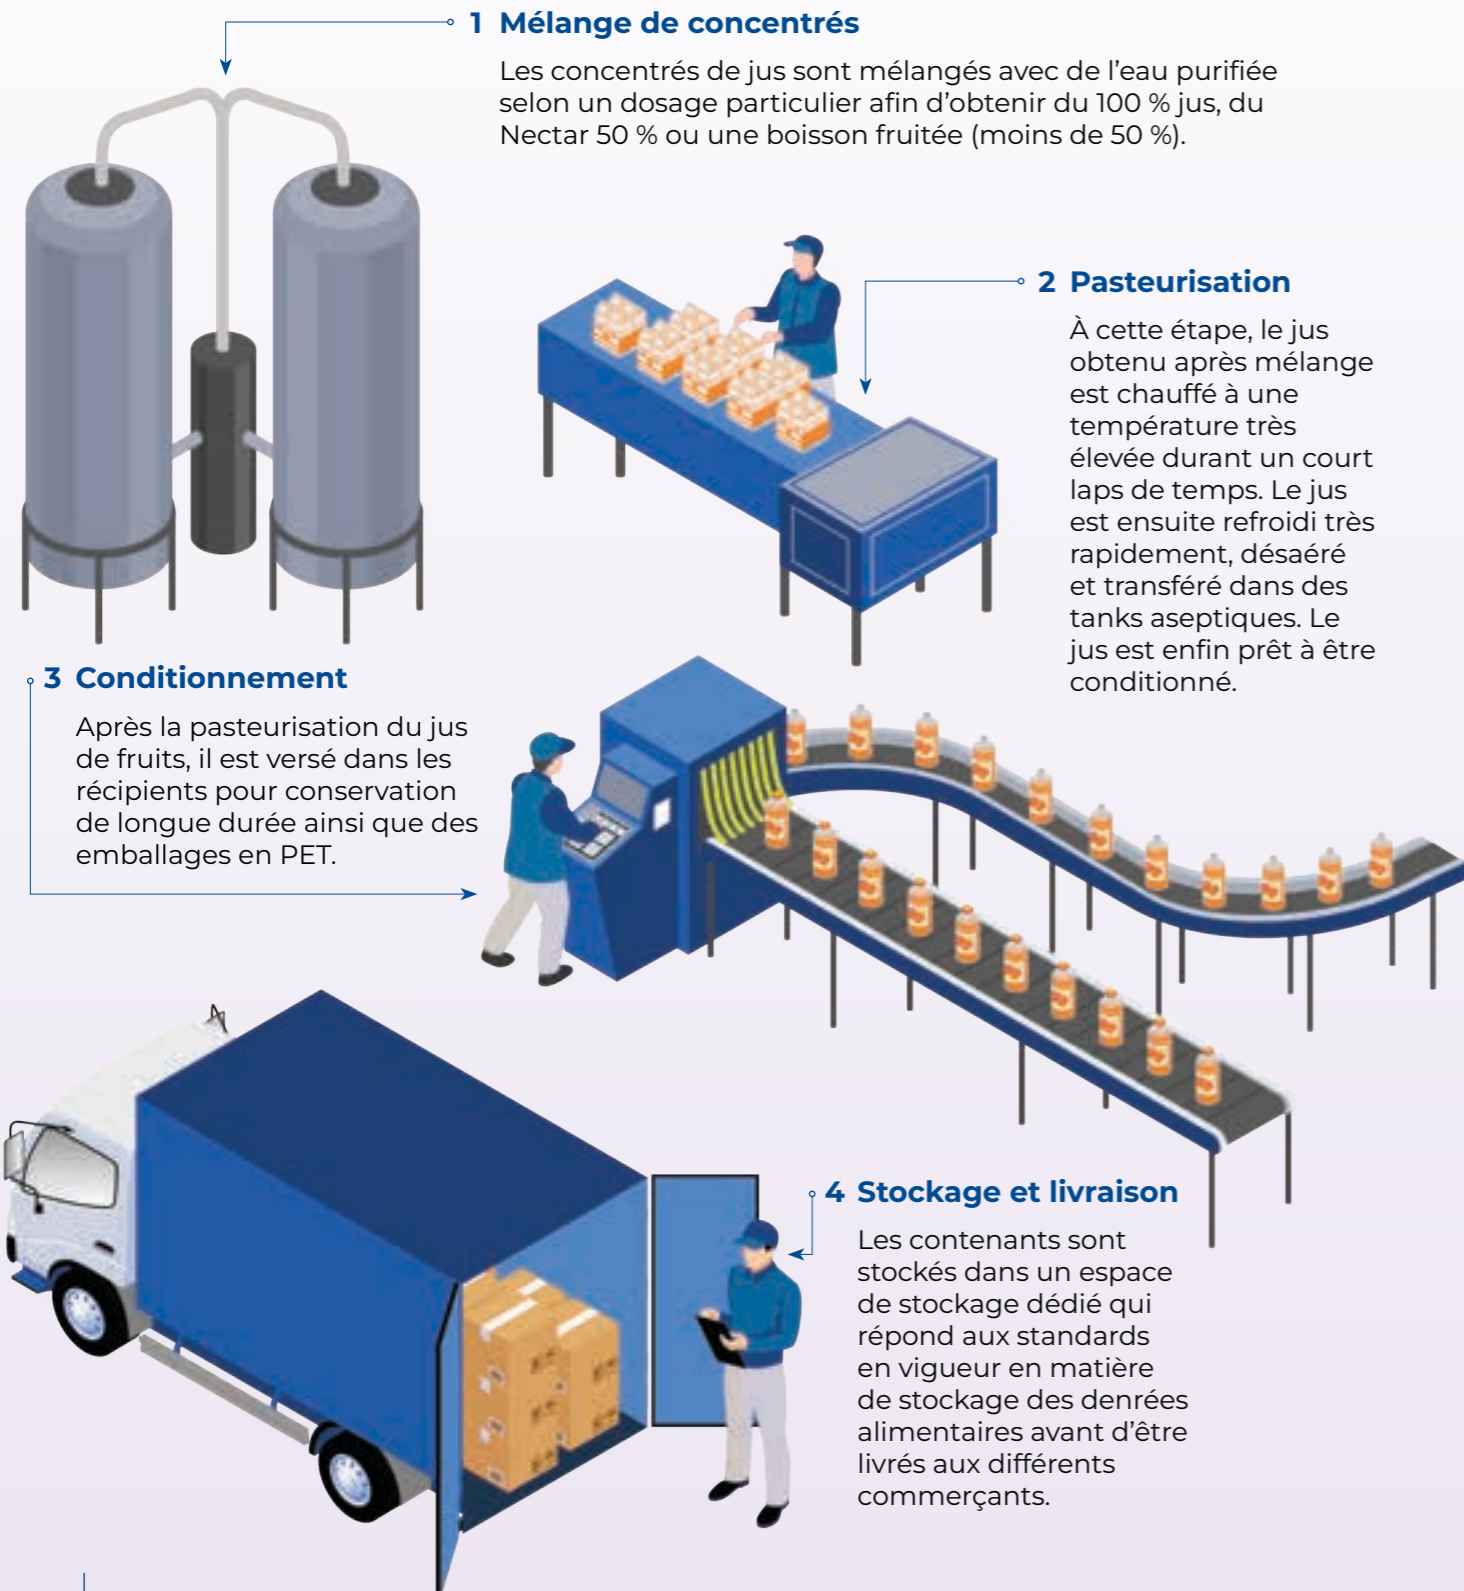 1 Mélange de concentrés
Les concentrés de jus sont mélangés avec de l'eau purifiée
selon un dosage particulier afin d'obtenir du 100 % jus, du
Nectar 50 % ou une boisson fruitée (moins de 50 %).
2 Pasteurisation
À cette étape, le jus
obtenu après mélange
est chauffé à une
température très
élevée durant un court
laps de temps. Le jus
est ensuite refroidi très
rapidement, désaéré
et transféré dans des
tanks aseptiques. Le
jus est enfin prêt à être
conditionné.
3 Conditionnement
Après la pasteurisation du jus
de fruits, il est versé dans les
récipients pour conservation
de longue durée ainsi que des
emballages en PET.
4 Stockage et livraison
Les contenants sont
stockés dans un espace
de stockage dédié qui
répond aux standards
en vigueur en matière
de stockage des denrées
alimentaires avant d'être
livrés aux différents
commerçants.